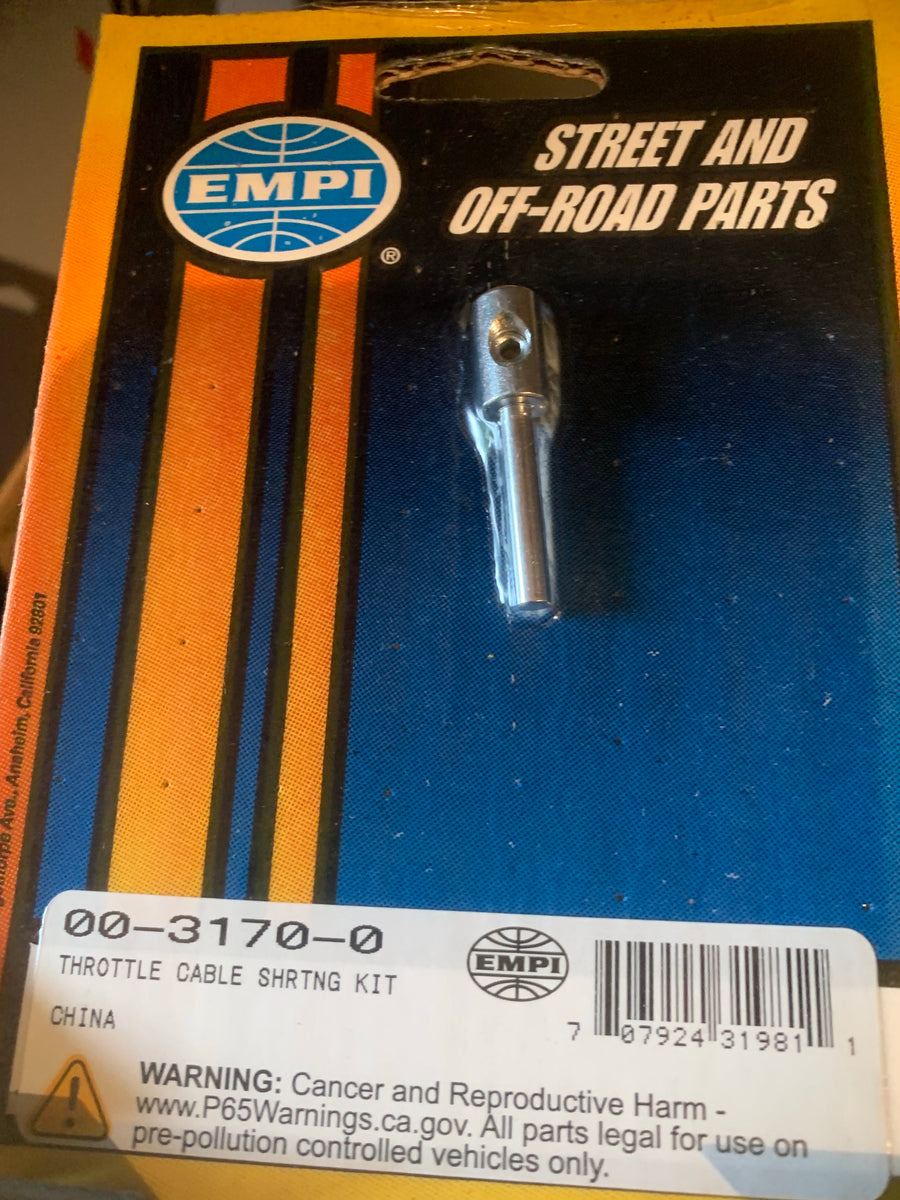 EMPI
®
STREET AND
OFF-ROAD PARTS
Ave., Anaheim, California 92801
00-3170-0
THROTTLE CABLE SHRTNG KIT
CHINA
EMPI
7 07924 31981 1
WARNING: Cancer and Reproductive Harm -
www.P65Warnings.ca.gov. All parts legal for use on
pre-pollution controlled vehicles only.